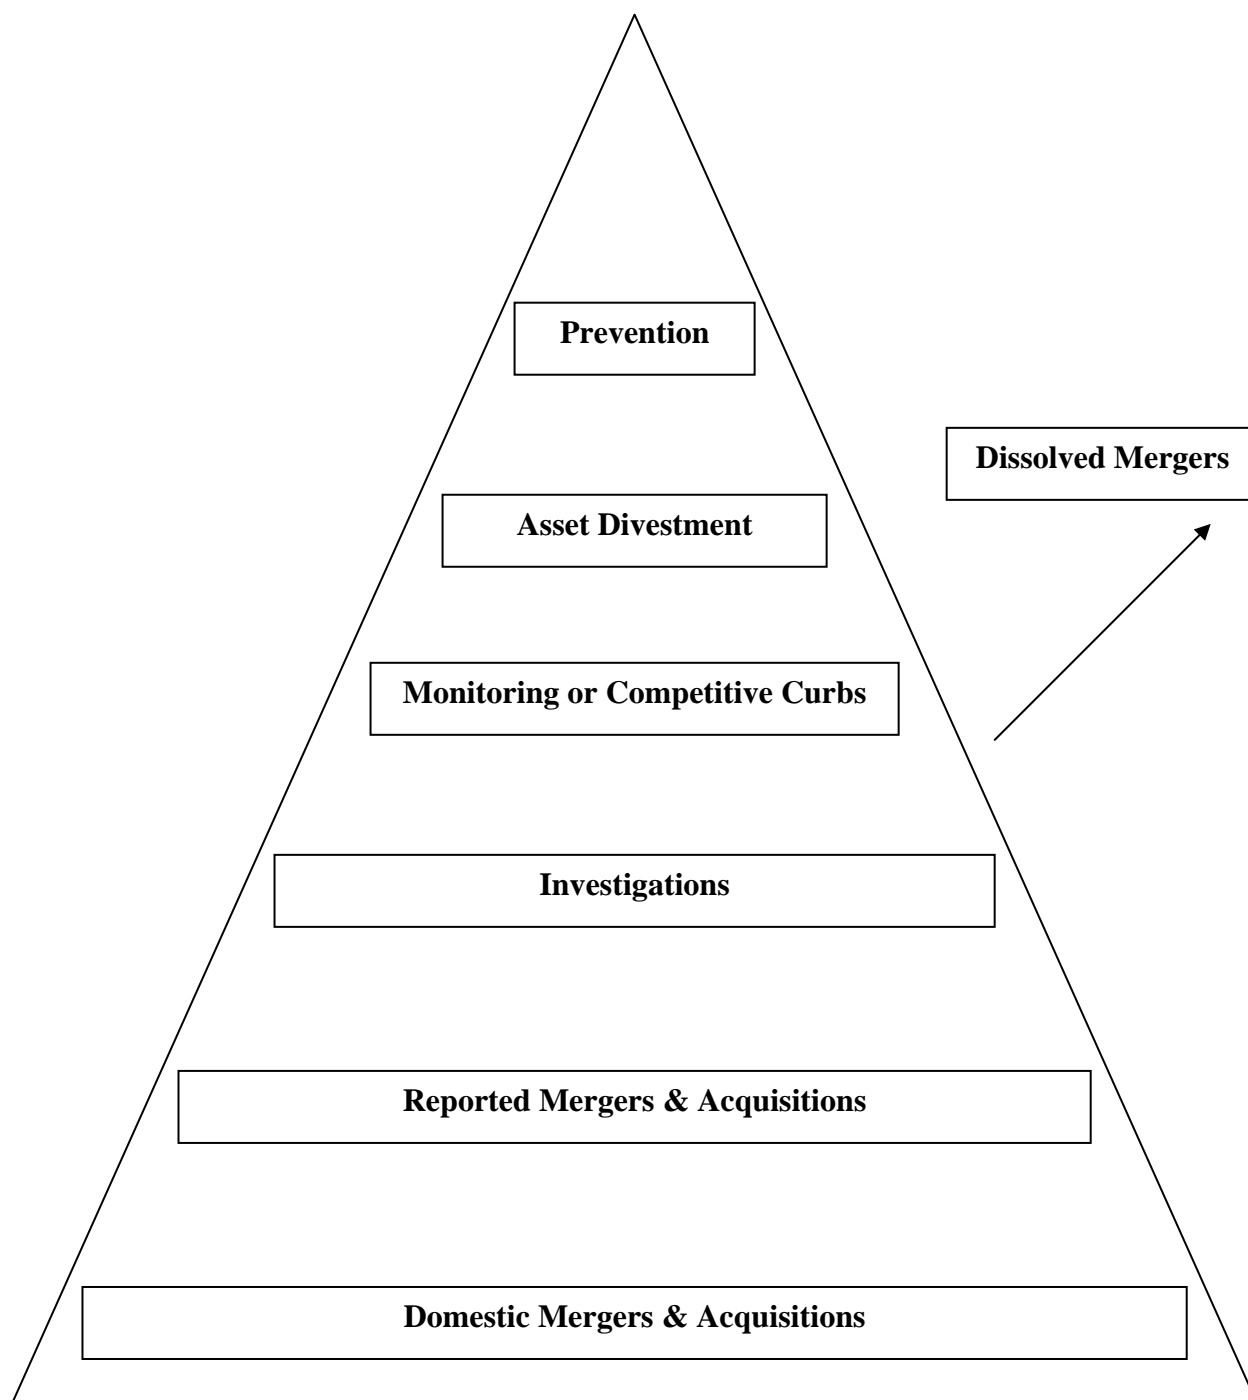 Prevention
Dissolved Mergers
Asset Divestment
Monitoring or Competitive Curbs
Investigations
Reported Mergers & Acquisitions
Domestic Mergers & Acquisitions